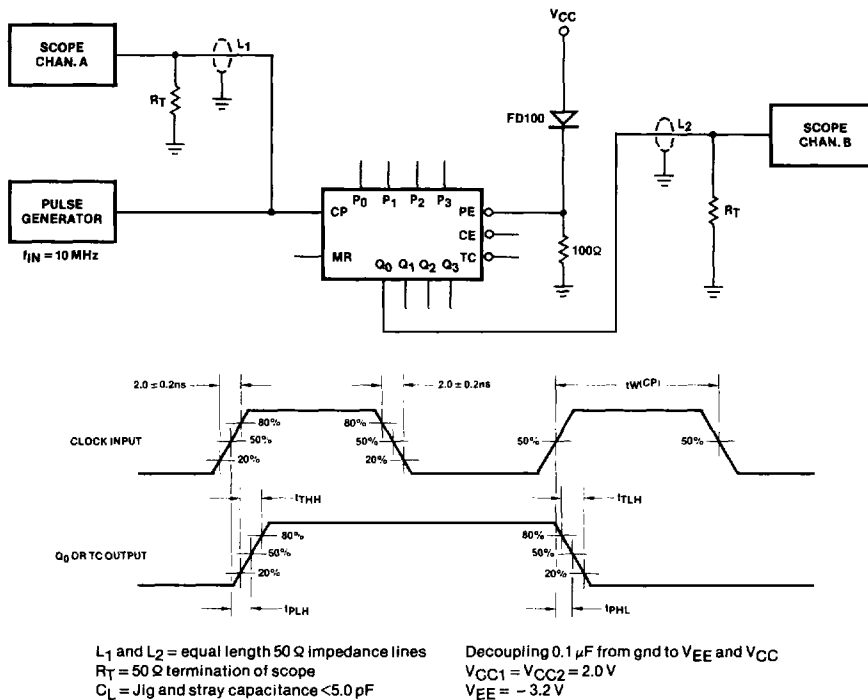 SCOPE
CHAN. A
L1
RT
VCC
FD100
L2
SCOPE
CHAN. B
RT
PULSE
GENERATOR
fIN = 10 MHz
P0 P1 P2 P3
CP
PE
CE
MR
TC
Q0 Q1 Q2 Q3
100Ω
2.0 ± 0.2ns
2.0 ± 0.2ns
tW(CP)
CLOCK INPUT
80%
50%
20%
80%
50%
20%
50%
50%
tTHH
tTLH
Q0 OR TC OUTPUT
80%
50%
20%
80%
50%
20%
tPLH
tPHL
L1 and L2 = equal length 50 Ω impedance lines
RT = 50 Ω termination of scope
CL = Jig and stray capacitance <5.0 pF
Decoupling 0.1 μF from gnd to VEE and VCC
VCC1 = VCC2 = 2.0 V
VEE = −3.2 V